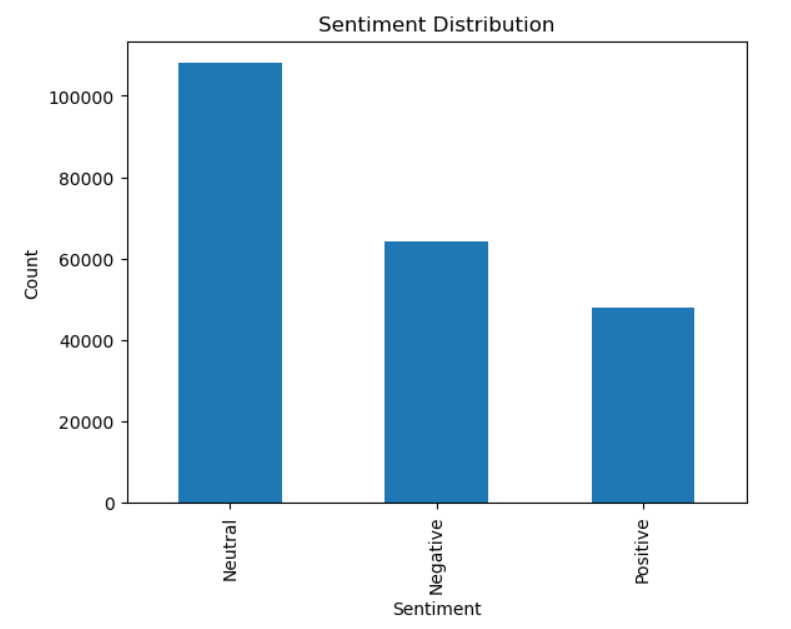 Sentiment Distribution
100000
80000
60000
40000
20000
0
Count
Neutral
Negative
Positive
Sentiment